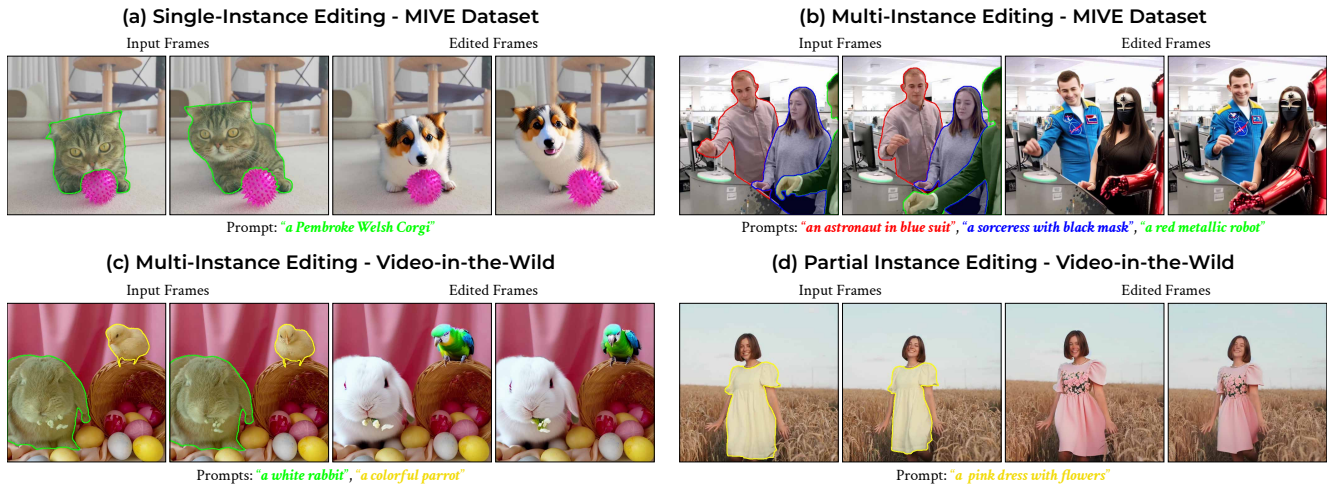 (a) Single-Instance Editing - MIVE Dataset
Input Frames
Edited Frames
Prompt: "a Pembroke Welsh Corgi"
(b) Multi-Instance Editing - MIVE Dataset
Input Frames
Edited Frames
Prompts: "an astronaut in blue suit", "a sorceress with black mask", "a red metallic robot"
(c) Multi-Instance Editing - Video-in-the-Wild
Input Frames
Edited Frames
Prompts: "a white rabbit", "a colorful parrot"
(d) Partial Instance Editing - Video-in-the-Wild
Input Frames
Edited Frames
Prompt: "a pink dress with flowers"